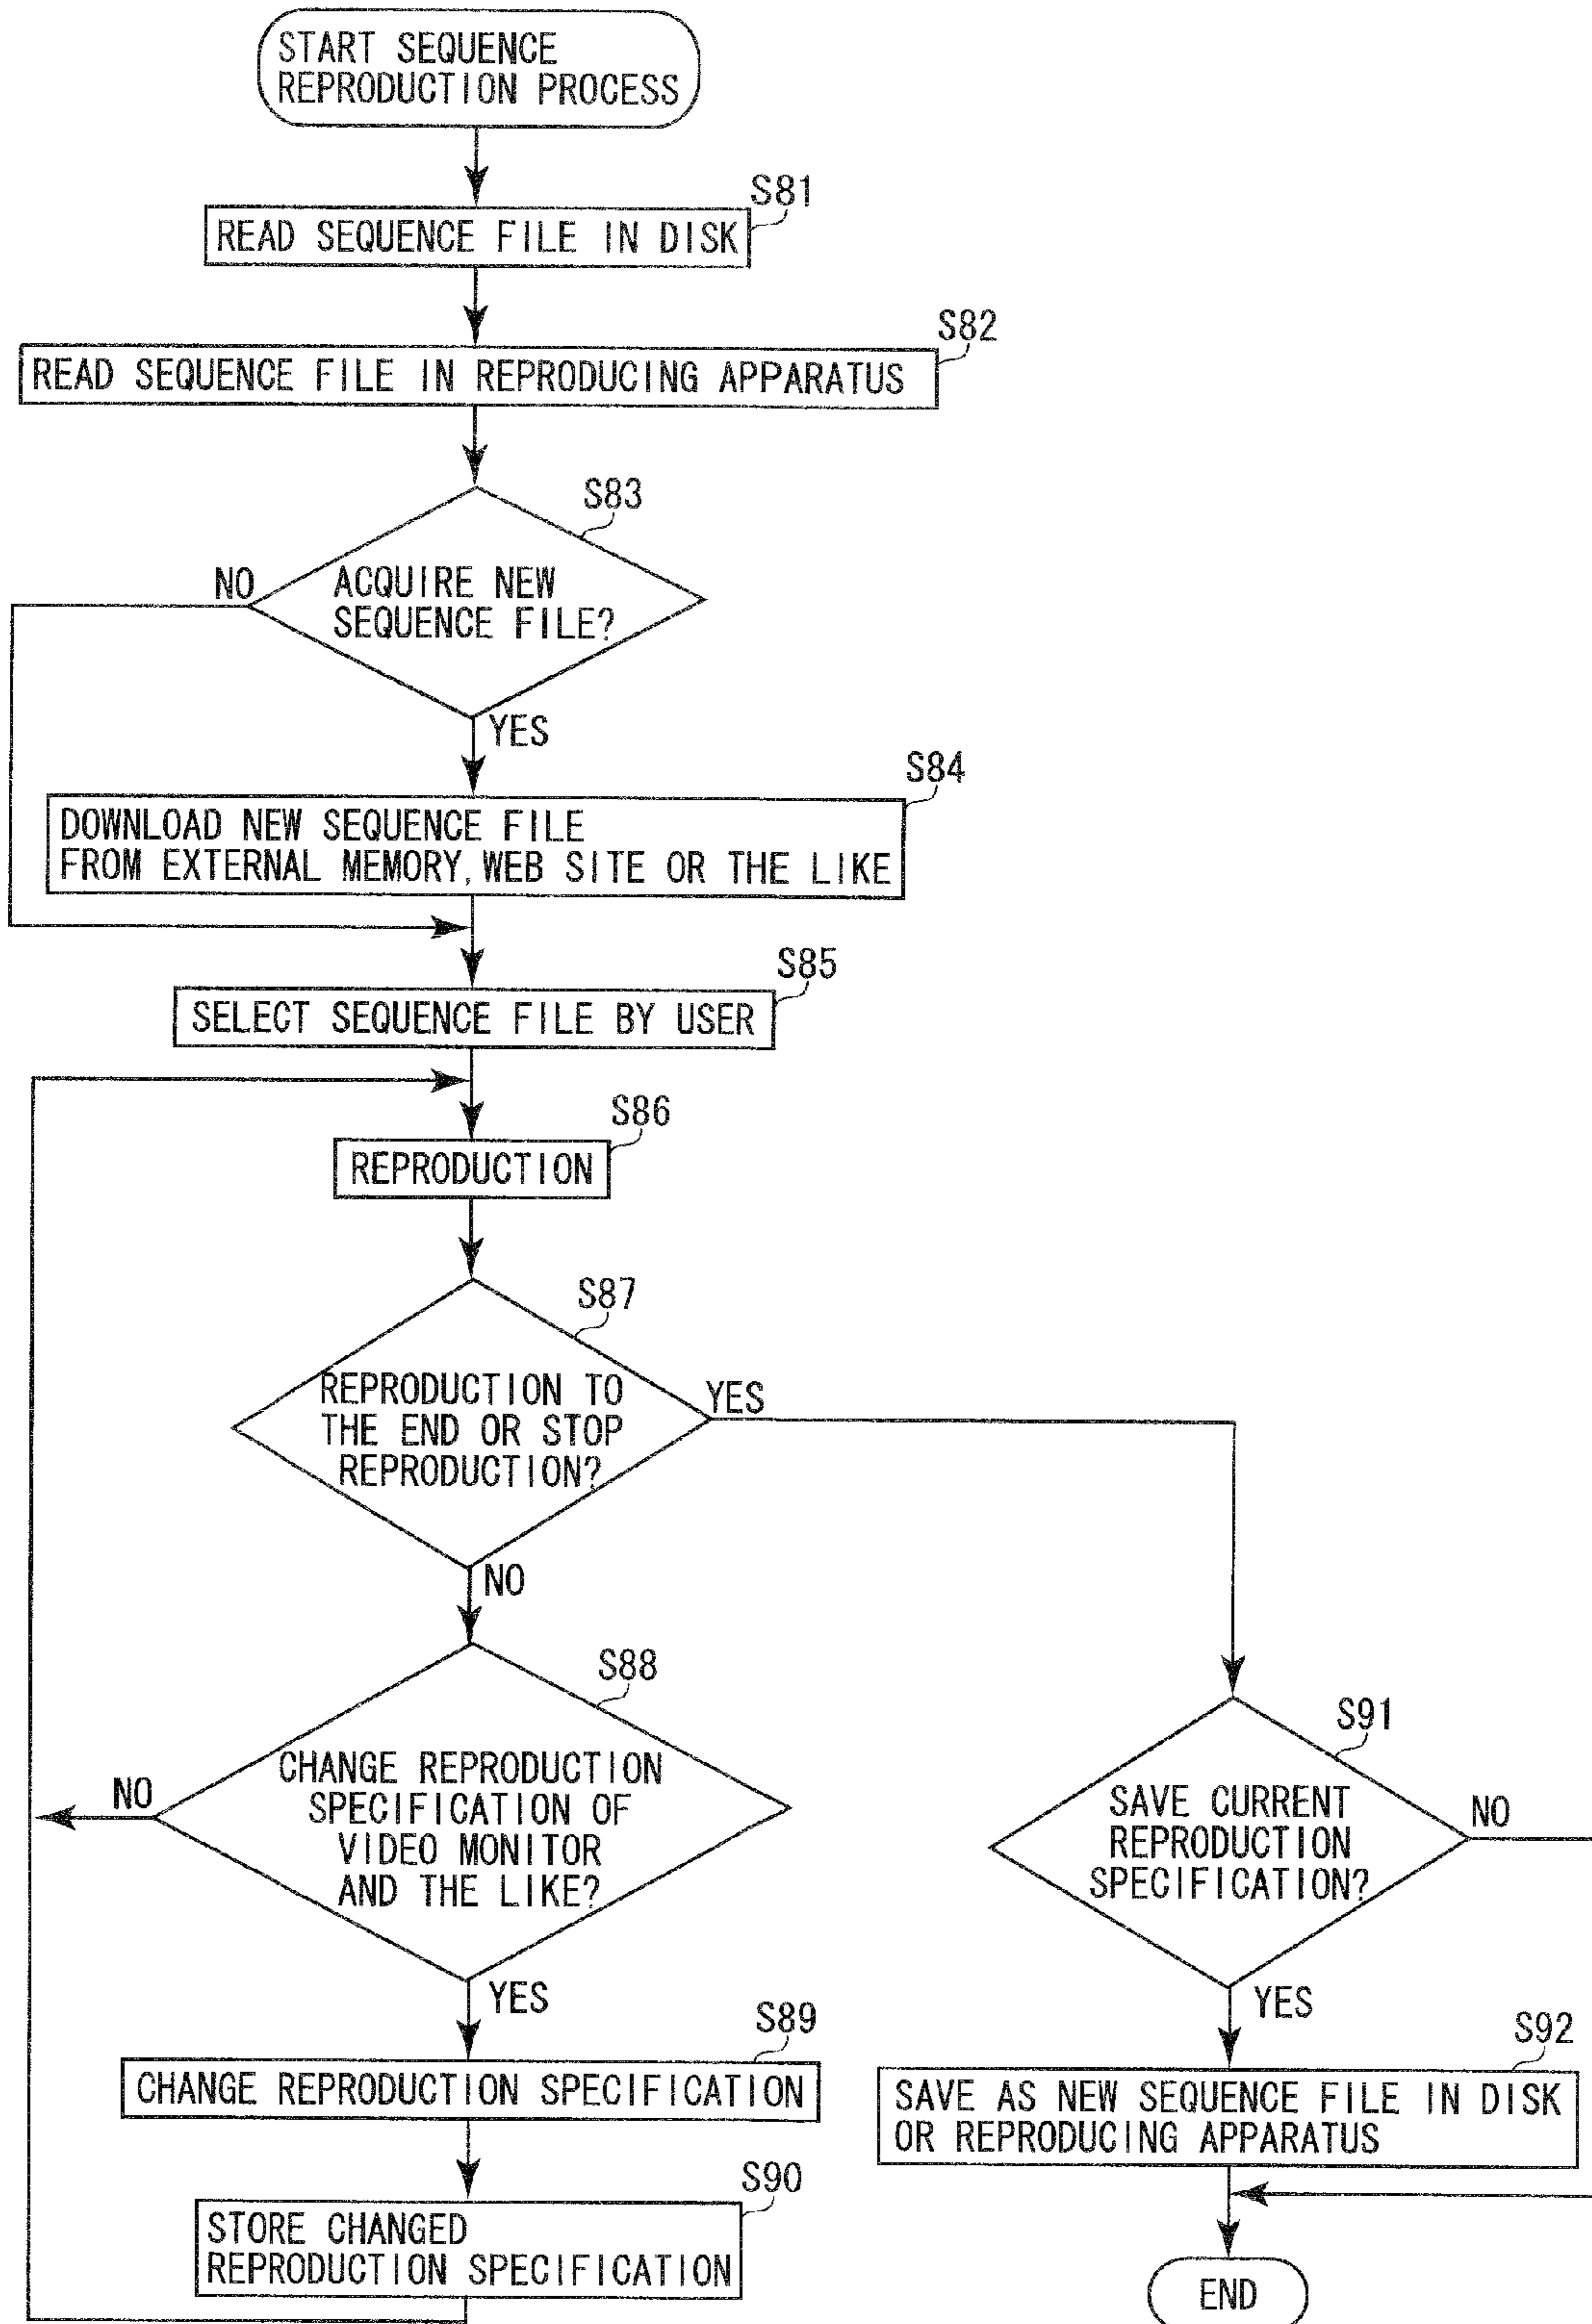 START SEQUENCE
REPRODUCTION PROCESS
S81
READ SEQUENCE FILE IN DISK
S82
READ SEQUENCE FILE IN REPRODUCING APPARATUS
S83
NO
ACQUIRE NEW
SEQUENCE FILE?
YES
S84
DOWNLOAD NEW SEQUENCE FILE
FROM EXTERNAL MEMORY, WEB SITE OR THE LIKE
S85
SELECT SEQUENCE FILE BY USER
S86
REPRODUCTION
S87
REPRODUCTION TO
THE END OR STOP
REPRODUCTION?
YES
NO
S88
CHANGE REPRODUCTION
SPECIFICATION OF
VIDEO MONITOR
AND THE LIKE?
NO
YES
S89
CHANGE REPRODUCTION SPECIFICATION
S90
STORE CHANGED
REPRODUCTION SPECIFICATION
S91
SAVE CURRENT
REPRODUCTION
SPECIFICATION?
NO
YES
S92
SAVE AS NEW SEQUENCE FILE IN DISK
OR REPRODUCING APPARATUS
END